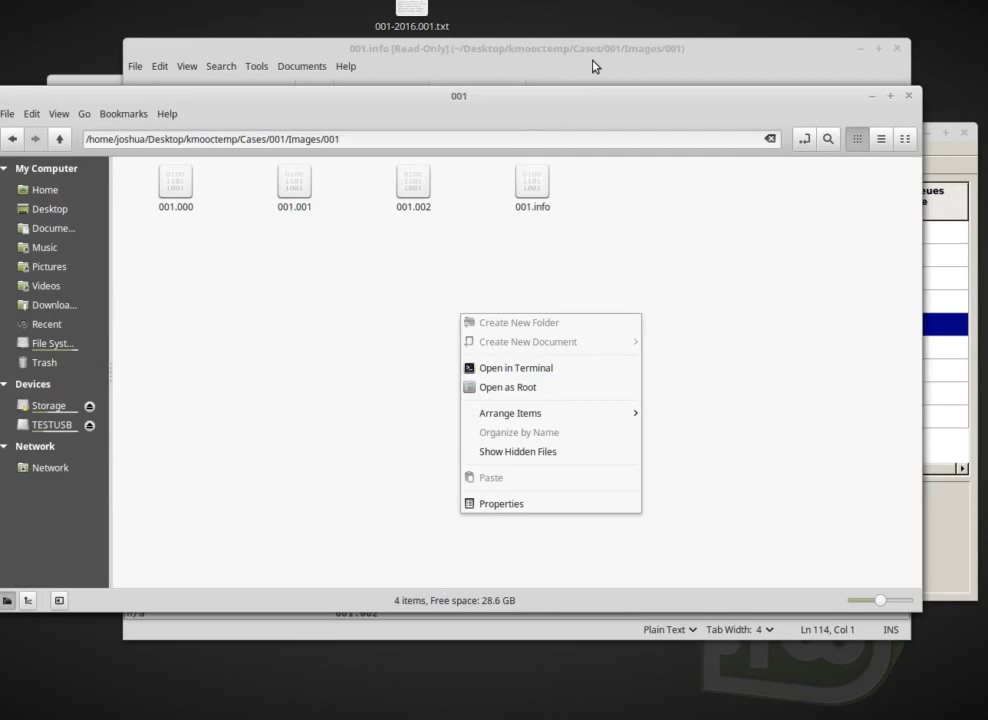 001-2016.001.txt
001.info [Read-Only] (~/Desktop/kmooctemp/Cases/001/Images/001)
File Edit View Search Tools Documents Help
001
File Edit View Go Bookmarks Help
/home/joshua/Desktop/kmooctemp/Cases/001/Images/001
My Computer
Home
Desktop
Docume...
Music
Pictures
Videos
Downloa...
Recent
File Syst...
Trash
Devices
Storage
TESTUSB
Network
Network
001.000 001.001 001.002 001.info
Create New Folder
Create New Document
Open in Terminal
Open as Root
Arrange Items
Organize by Name
Show Hidden Files
Paste
Properties
4 items, Free space: 28.6 GB
Plain Text Tab Width: 4 Ln 114, Col 1 INS